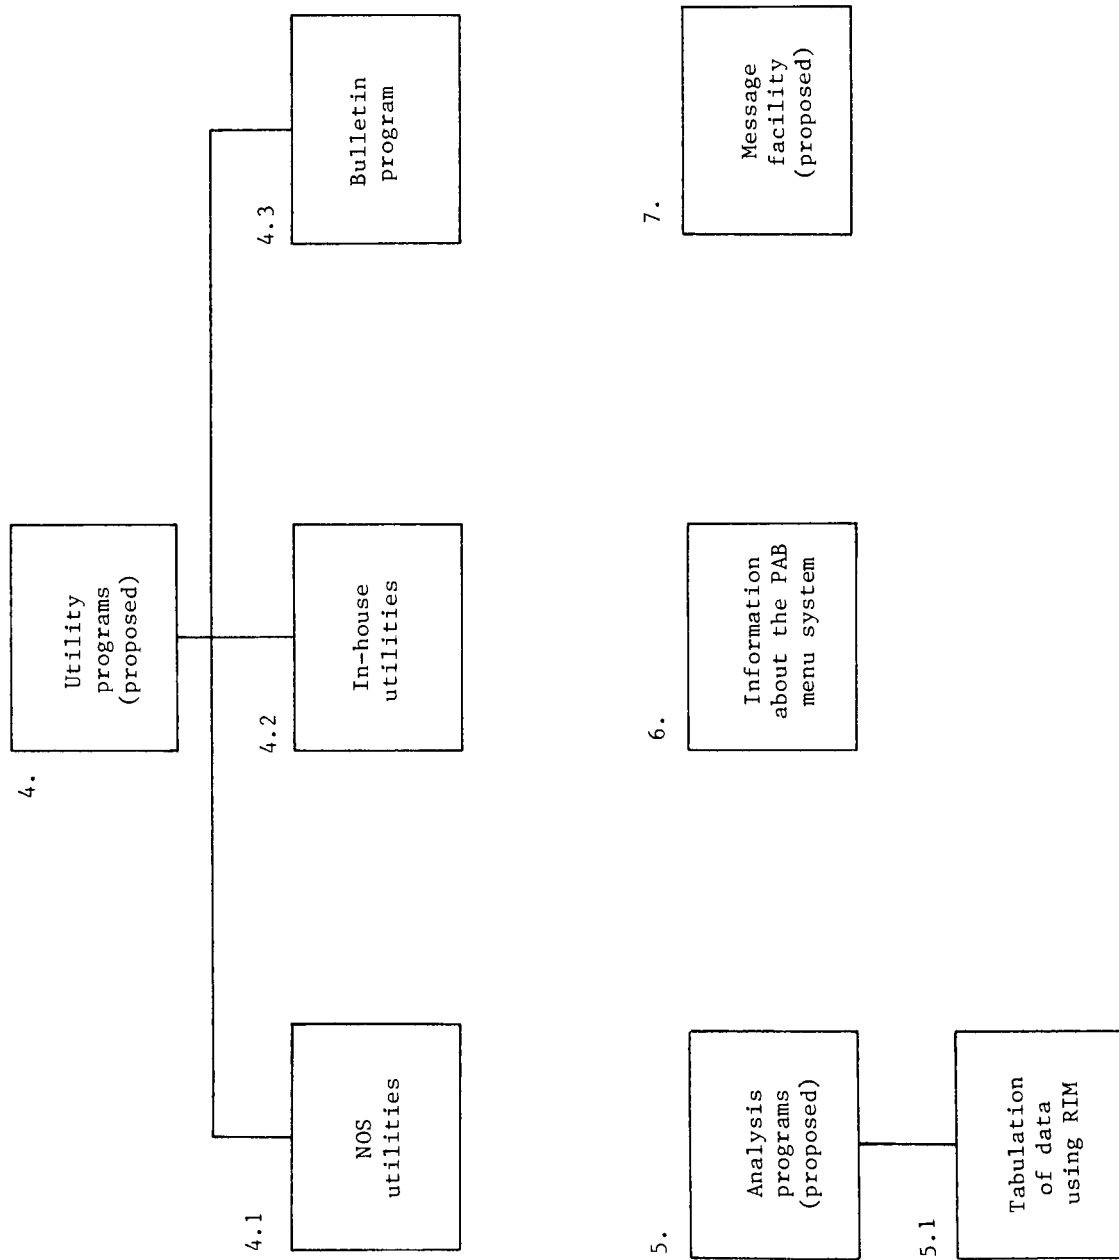 4.
Utility
programs
(proposed)
4.1
NOS
utilities
4.2
In-house
utilities
4.3
Bulletin
program
5.
Analysis
programs
(proposed)
5.1
Tabulation
of data
using RIM
6.
Information
about the PAB
menu system
7.
Message
facility
(proposed)